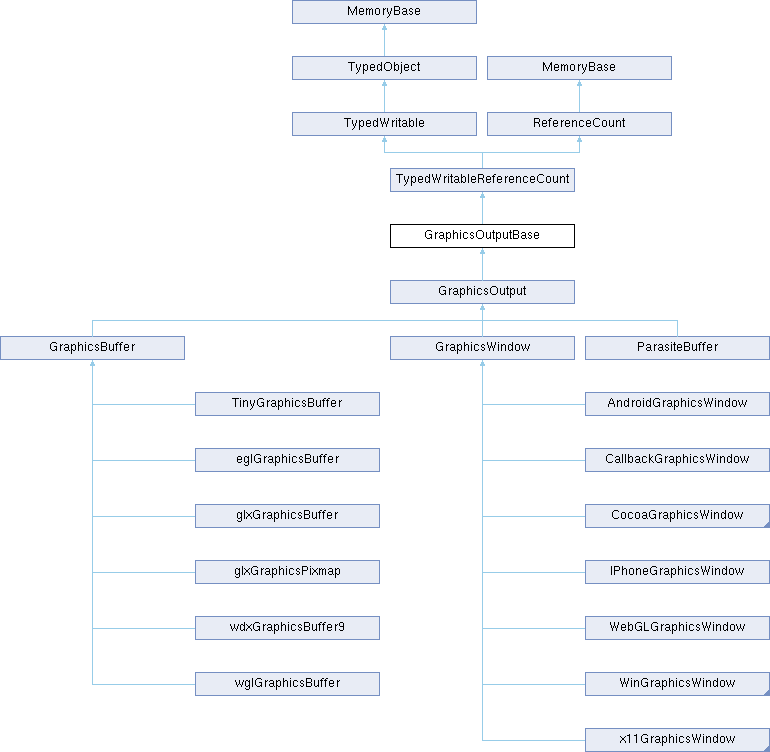 MemoryBase
TypedObject
MemoryBase
TypedWritable
ReferenceCount
TypedWritableReferenceCount
GraphicsOutputBase
GraphicsOutput
GraphicsBuffer
GraphicsWindow
ParasiteBuffer
TinyGraphicsBuffer
AndroidGraphicsWindow
eglGraphicsBuffer
CallbackGraphicsWindow
glxGraphicsBuffer
CocoaGraphicsWindow
glxGraphicsPixmap
IPhoneGraphicsWindow
wdxGraphicsBuffer9
WebGLGraphicsWindow
wglGraphicsBuffer
WinGraphicsWindow
x11GraphicsWindow